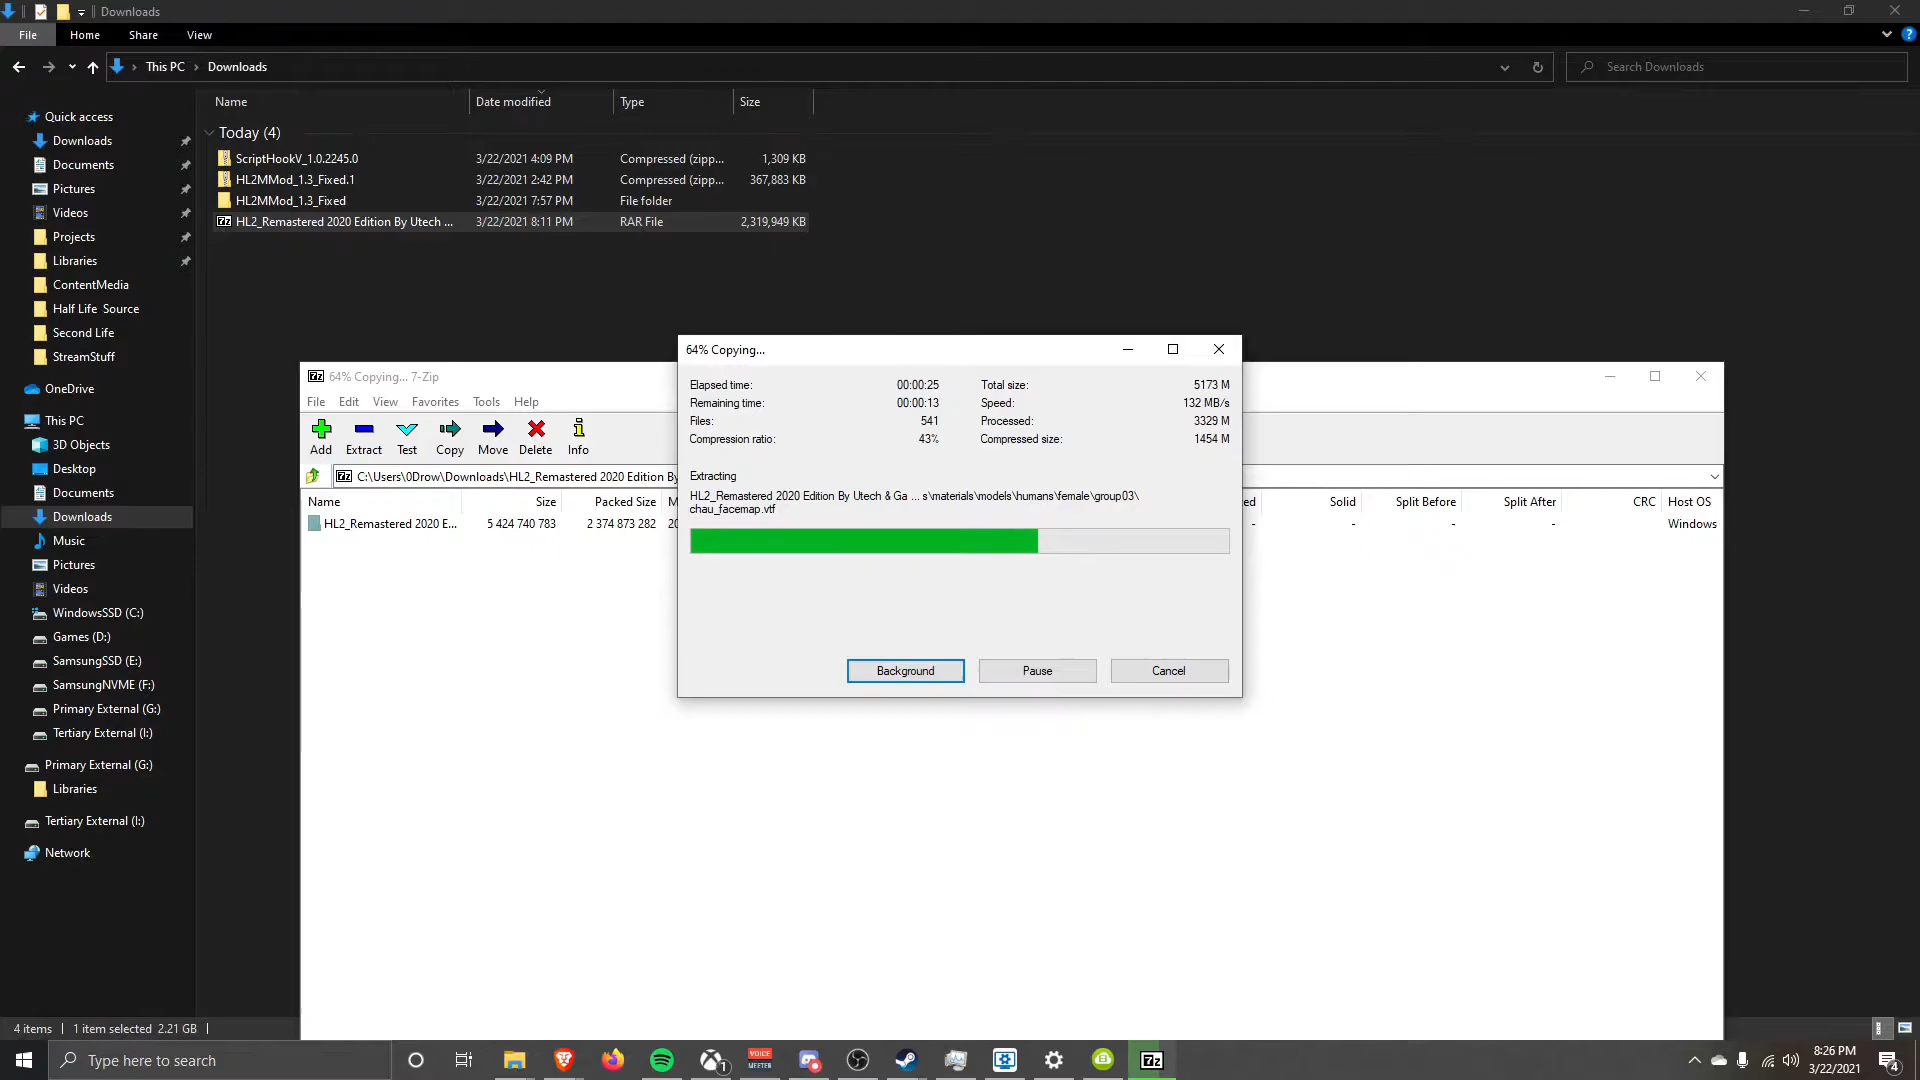 Downloads
File
Home
Share
View
This PC
Downloads
Search Downloads
Name
Date modified
Type
Size
Today (4)
ScriptHookV_1.0.2245.0 3/22/2021 4:09 PM Compressed (zipp... 1,309 KB
HL2MMod_1.3_Fixed.1 3/22/2021 2:42 PM Compressed (zipp... 367,883 KB
HL2MMod_1.3_Fixed 3/22/2021 7:57 PM File folder
HL2_Remastered 2020 Edition By Utech ... 3/22/2021 8:11 PM RAR File 2,319,949 KB
Quick access
Downloads
Documents
Pictures
Videos
Projects
Libraries
ContentMedia
Half Life Source
Second Life
StreamStuff
OneDrive
This PC
3D Objects
Desktop
Documents
Downloads
Music
Pictures
Videos
WindowsSSD (C:)
Games (D:)
SamsungSSD (E:)
SamsungNVME (F:)
Primary External (G:)
Tertiary External (I:)
Primary External (G:)
Libraries
Tertiary External (I:)
Network
7z 64% Copying... 7-Zip
File Edit View Favorites Tools Help
Add Extract Test Copy Move Delete Info
7z C:\Users\0Drow\Downloads\HL2_Remastered 2020 Edition By
Name Size Packed Size M ed Solid Split Before Split After CRC Host OS
HL2_Remastered 2020 E... 5 424 740 783 2 374 873 282 20 - - - - Windows
64% Copying...
Elapsed time: 00:00:25 Total size: 5173 M
Remaining time: 00:00:13 Speed: 132 MB/s
Files: 541 Processed: 3329 M
Compression ratio: 43% Compressed size: 1454 M
Extracting
HL2_Remastered 2020 Edition By Utech & Ga ... s\materials\models\humans\female\group03\
chau_facemap.vtf
Background
Pause
Cancel
4 items 1 item selected 2.21 GB
Type here to search
1
VOICE
MEETER
7z
8:26 PM
3/22/2021
4